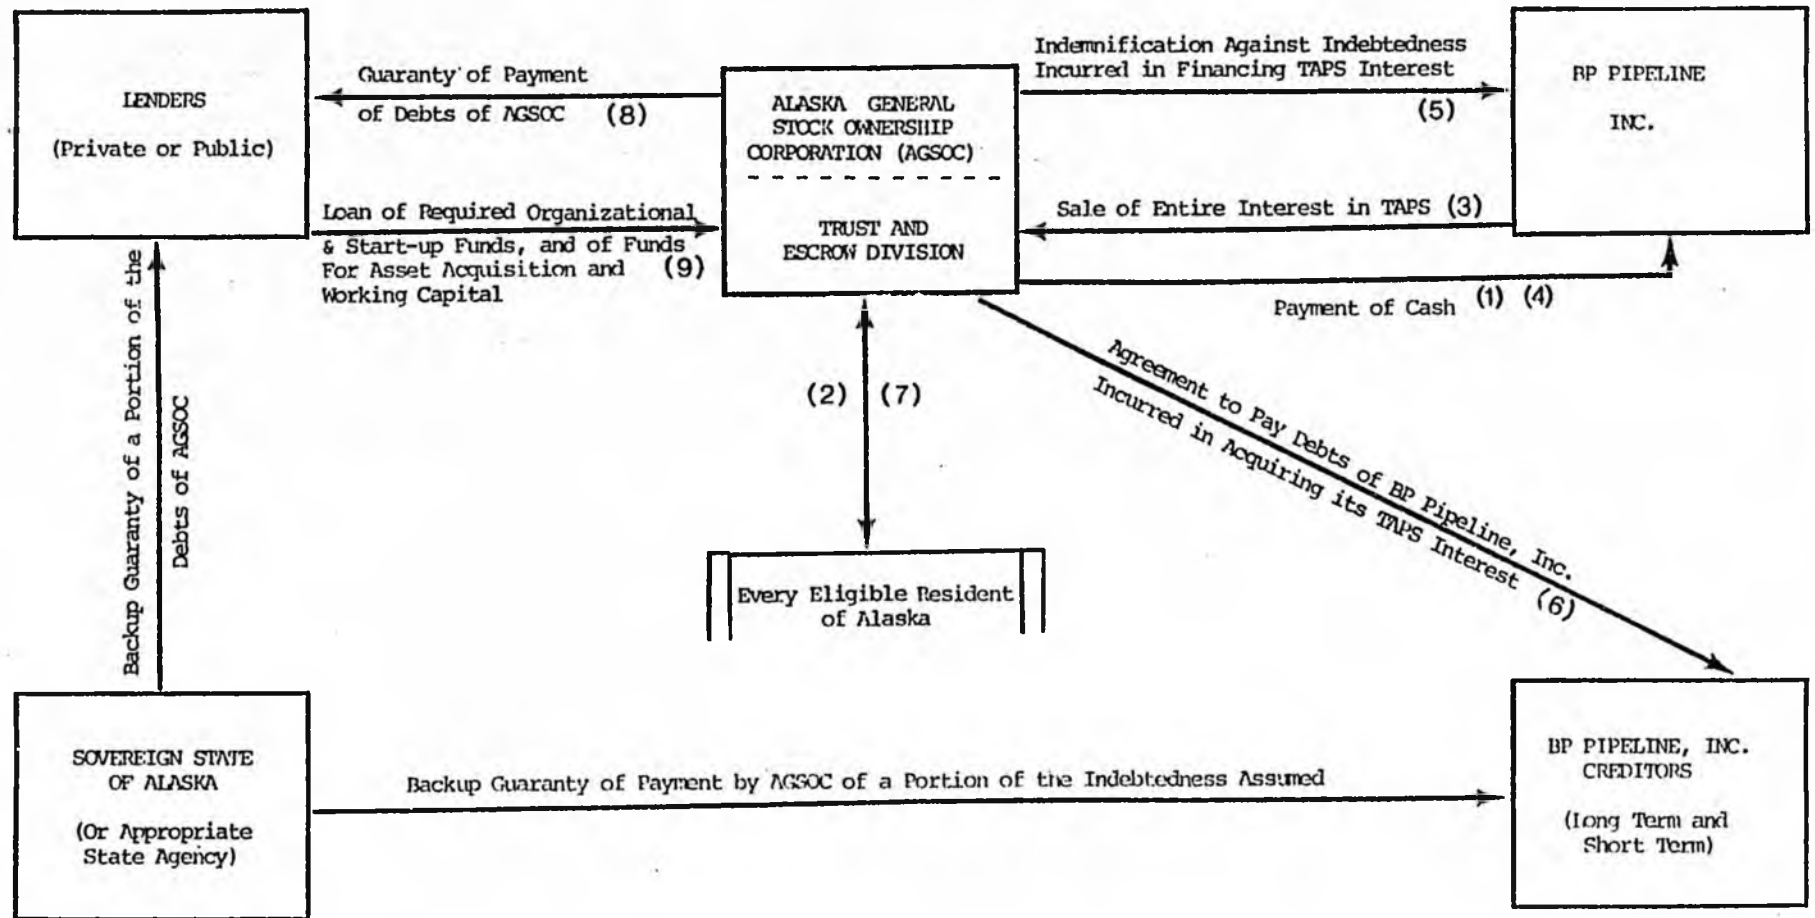 LENDERS
(Private or Public)
Guaranty of Payment
of Debts of AGSOC (8)
Loan of Required Organizational
& Start-up Funds, and of Funds
For Asset Acquisition and (9)
Working Capital
ALASKA GENERAL
STOCK OWNERSHIP
CORPORATION (AGSOC)
TRUST AND
ESCROW DIVISION
Indemnification Against Indebtedness
Incurred in Financing TAPS Interest
(5)
Sale of Entire Interest in TAPS (3)
Payment of Cash (1) (4)
BP PIPELINE
INC.
Backup Guaranty of a Portion of the
Debts of AGSOC
(2) (7)
Agreement to Pay Debts of BP Pipeline, Inc.
Incurred in Acquiring its TAPS Interest (6)
Every Eligible Resident
of Alaska
SOVEREIGN STATE
OF ALASKA
(Or Appropriate
State Agency)
Backup Guaranty of Payment by AGSOC of a Portion of the Indebtedness Assumed
BP PIPELINE, INC.
CREDITORS
(Long Term and
Short Term)